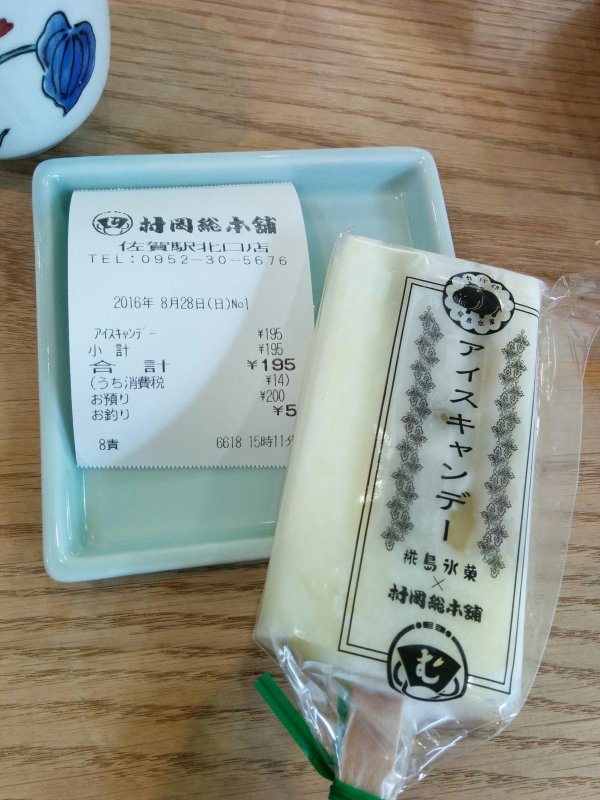 村岡総本舗
佐賀駅北口店
TEL:0952-30-5676
2016年 8月28日(日)No1
アイスキャンデー ¥195
小 計 ¥195
合 計 ¥195
(うち消費税 ¥14)
お預り ¥200
お釣り ¥5
8責 6618 15時11分
アイスキャンデー
椛島氷菓
×
村岡総本舗
む